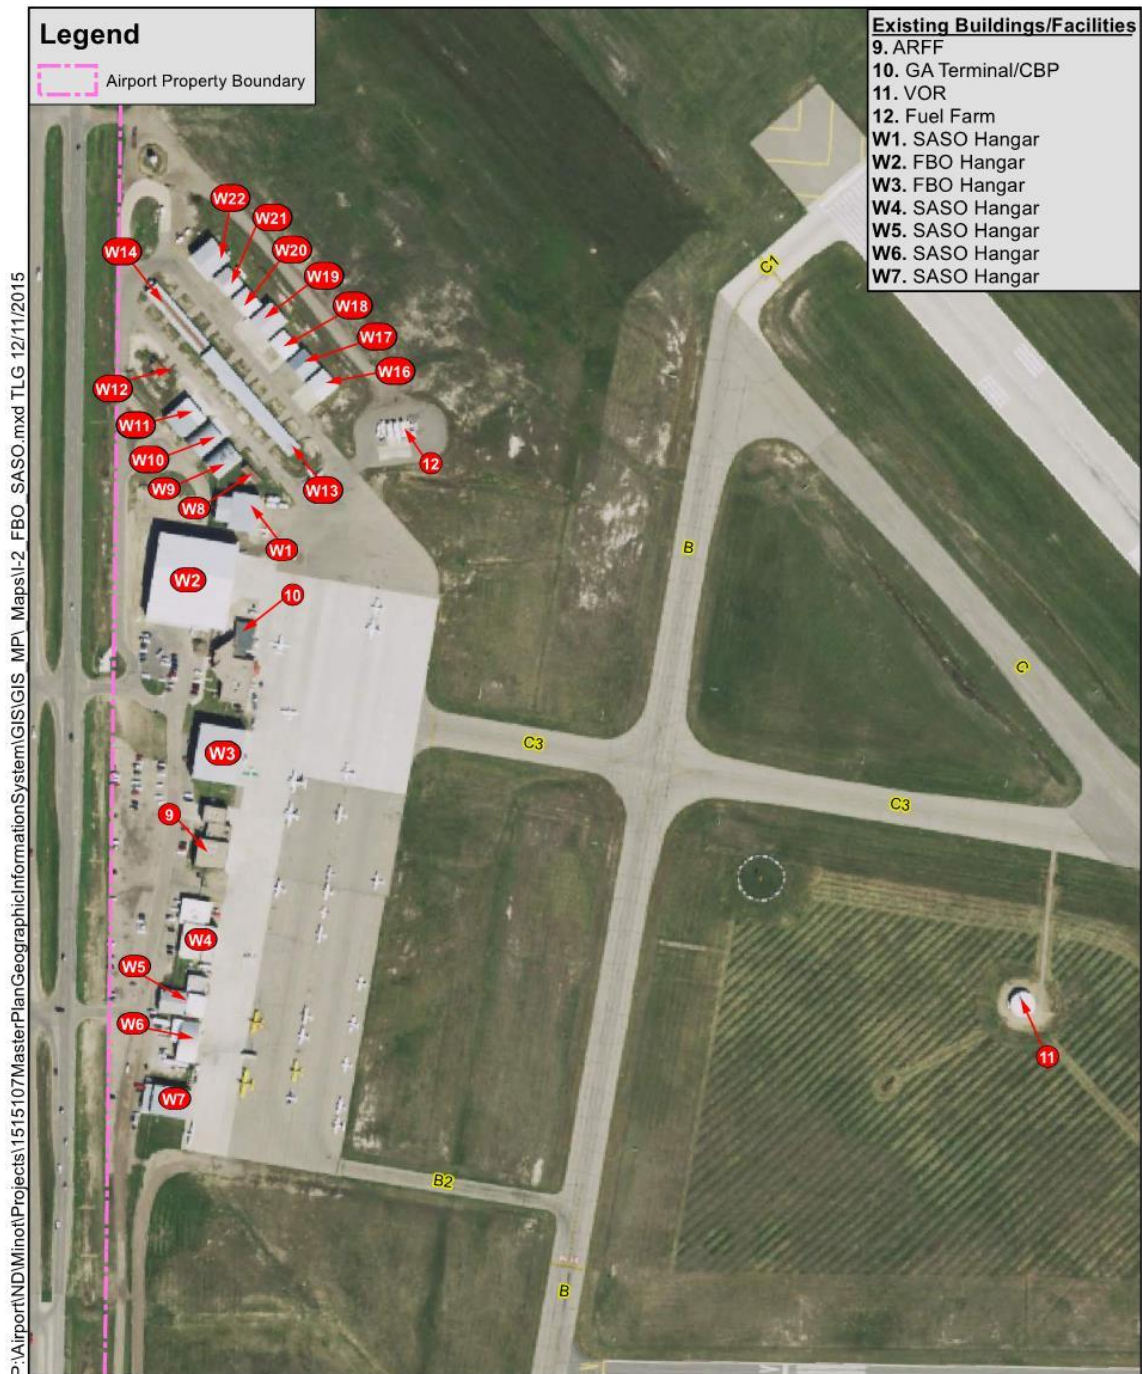 Legend
Airport Property Boundary
Existing Buildings/Facilities
9. ARFF
10. GA Terminal/CBP
11. VOR
12. Fuel Farm
W1. SASO Hangar
W2. FBO Hangar
W3. FBO Hangar
W4. SASO Hangar
W5. SASO Hangar
W6. SASO Hangar
W7. SASO Hangar
W22
W21
W20
W14
W19
W18
W17
W16
W12
W11
W10
W9
W8
W13
12
W1
W2
10
W3
9
W4
W5
W6
W7
11
C1
B
C
C3
C3
B2
B
P:\Airport\ND\Minot\Projects\1515107MasterPlanGeographicInformationSystem\GIS\GIS_MP\_Maps\I-2_FBO_SASO.mxd TLG 12/11/2015